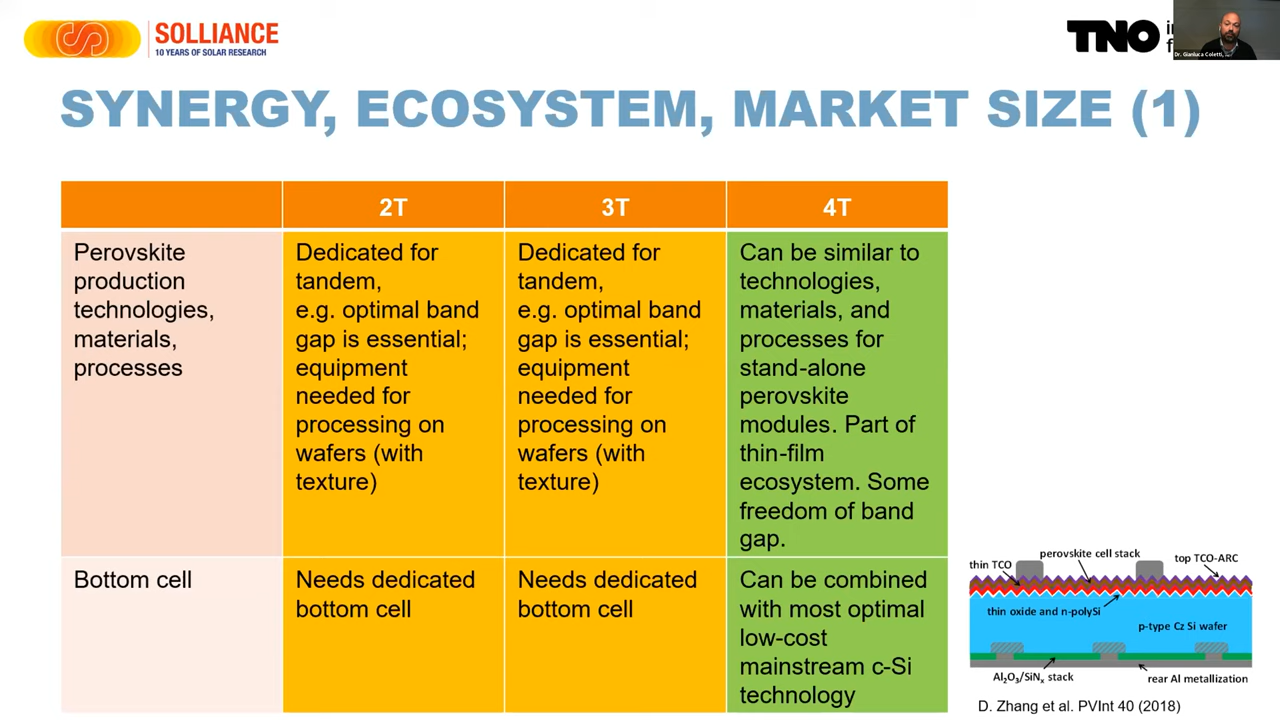 SOLLIANCE
10 YEARS OF SOLAR RESEARCH
TNO
Dr. Gianluca Coletti,
SYNERGY, ECOSYSTEM, MARKET SIZE (1)
2T
3T
4T
Perovskite
production
technologies,
materials,
processes
Dedicated for
tandem,
e.g. optimal band
gap is essential;
equipment
needed for
processing on
wafers (with
texture)
Dedicated for
tandem,
e.g. optimal band
gap is essential;
equipment
needed for
processing on
wafers (with
texture)
Can be similar to
technologies,
materials, and
processes for
stand-alone
perovskite
modules. Part of
thin-film
ecosystem. Some
freedom of band
gap.
Bottom cell
Needs dedicated
bottom cell
Needs dedicated
bottom cell
Can be combined
with most optimal
low-cost
mainstream c-Si
technology
perovskite cell stack
thin TCO
top TCO-ARC
thin oxide and n-polySi
p-type Cz Si wafer
Al₂O₃/SiNₓ stack
rear Al metallization
D. Zhang et al. PVInt 40 (2018)